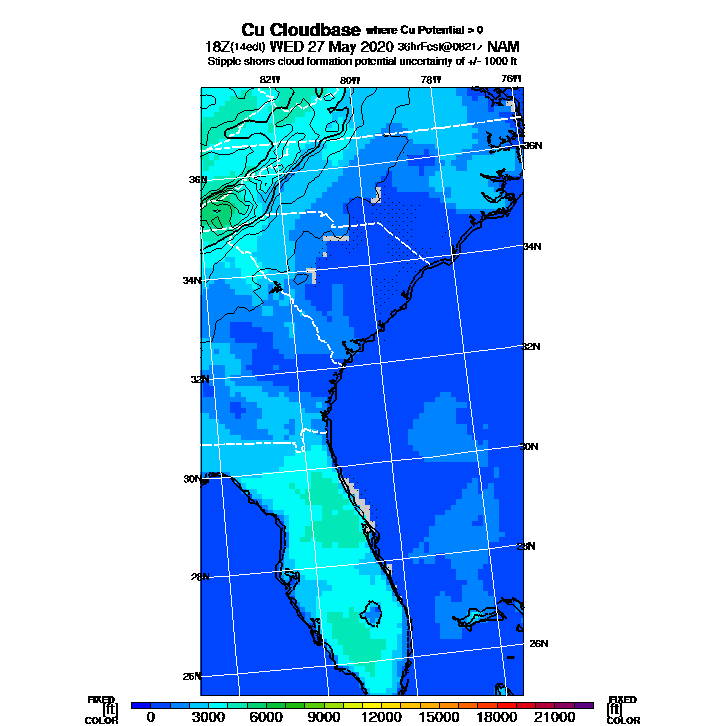 Cu Cloudbase where Cu Potential > 0
18Z(14edt) WED 27 May 2020 36hrFcst@0621z NAM
Stipple shows cloud formation potential uncertainty of +/- 1000 ft
82W 80W 78W 76W
36N
36N
34N
34N
32N
32N
30N
30N
28N
28N
26N
26N
FIXED [ft] COLOR
0 3000 6000 9000 12000 15000 18000 21000
FIXED [ft] COLOR